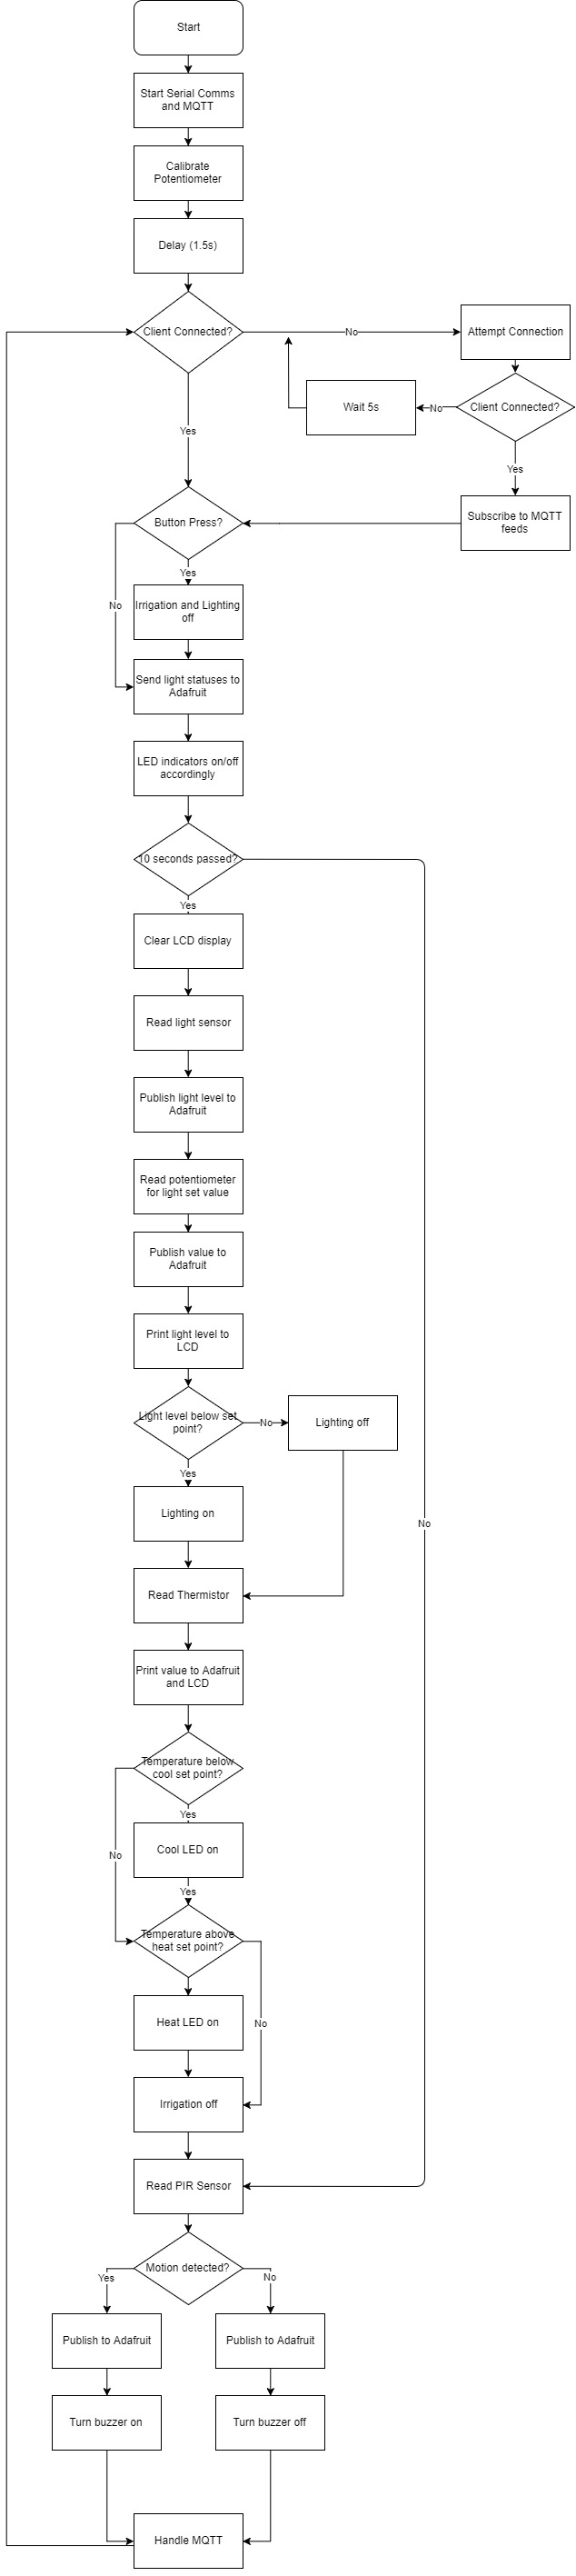 Start
Start Serial Comms
and MQTT
Calibrate
Potentiometer
Delay (1.5s)
Client Connected?
No
Attempt Connection
Wait 5s
No
Client Connected?
Yes
Yes
Button Press?
Subscribe to MQTT
feeds
Yes
No
Irrigation and Lighting
off
Send light statuses to
Adafruit
LED indicators on/off
accordingly
10 seconds passed?
Yes
Clear LCD display
Read light sensor
Publish light level to
Adafruit
Read potentiometer
for light set value
Publish value to
Adafruit
Print light level to
LCD
Light level below set
point?
No
Lighting off
Yes
Lighting on
No
Read Thermistor
Print value to Adafruit
and LCD
Temperature below
cool set point?
Yes
No
Cool LED on
Yes
Temperature above
heat set point?
Heat LED on
No
Irrigation off
Read PIR Sensor
Motion detected?
Yes
No
Publish to Adafruit
Publish to Adafruit
Turn buzzer on
Turn buzzer off
Handle MQTT